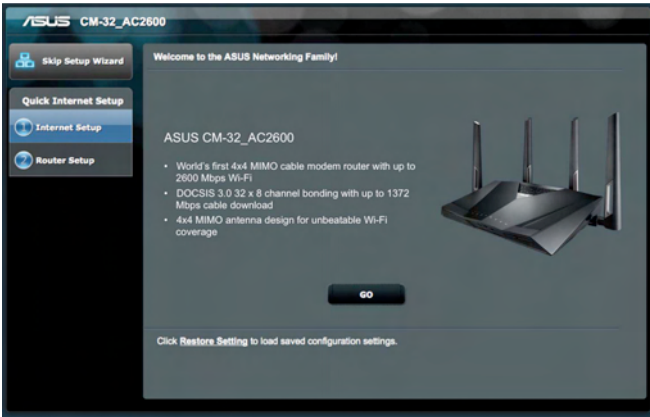 ASUS CM-32_AC2600
Skip Setup Wizard
Quick Internet Setup
1 Internet Setup
2 Router Setup
Welcome to the ASUS Networking Family!
ASUS CM-32_AC2600
• World's first 4x4 MIMO cable modem router with up to
2600 Mbps Wi-Fi
• DOCSIS 3.0 32 x 8 channel bonding with up to 1372
Mbps cable download
• 4x4 MIMO antenna design for unbeatable Wi-Fi
coverage
GO
Click Restore Setting to load saved configuration settings.